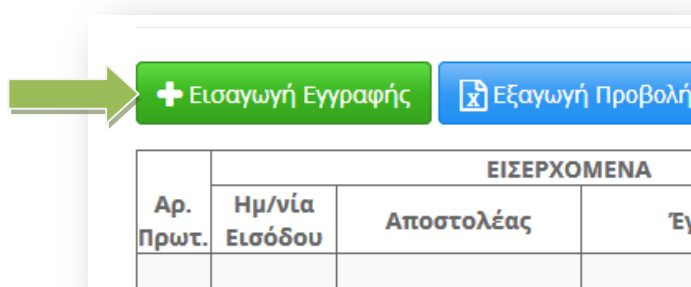 Εισαγωγή Εγγραφής
Εξαγωγή Προβολή
ΕΙΣΕΡΧΟΜΕΝΑ
Αρ. Πρωτ.
Ημ/νία Εισόδου
Αποστολέας